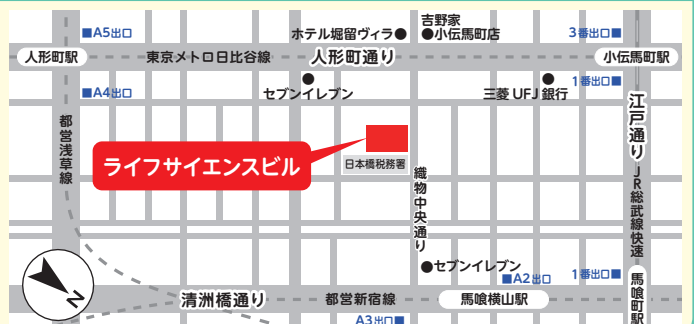 吉野家
■A5出口
ホテル堀留ヴィラ●
●小伝馬町店
3番出口■
人形町駅
東京メトロ日比谷線
人形町通り
小伝馬町駅
■A4出口
セブンイレブン
三菱UFJ銀行
1番出口■
江戸通り
都営浅草線
ライフサイエンスビル
日本橋税務署
織物中央通り
JR総武線快速
●セブンイレブン
■A2出口
1番出口■
N
清洲橋通り
都営新宿線
馬喰横山駅
馬喰町駅
A3出口■